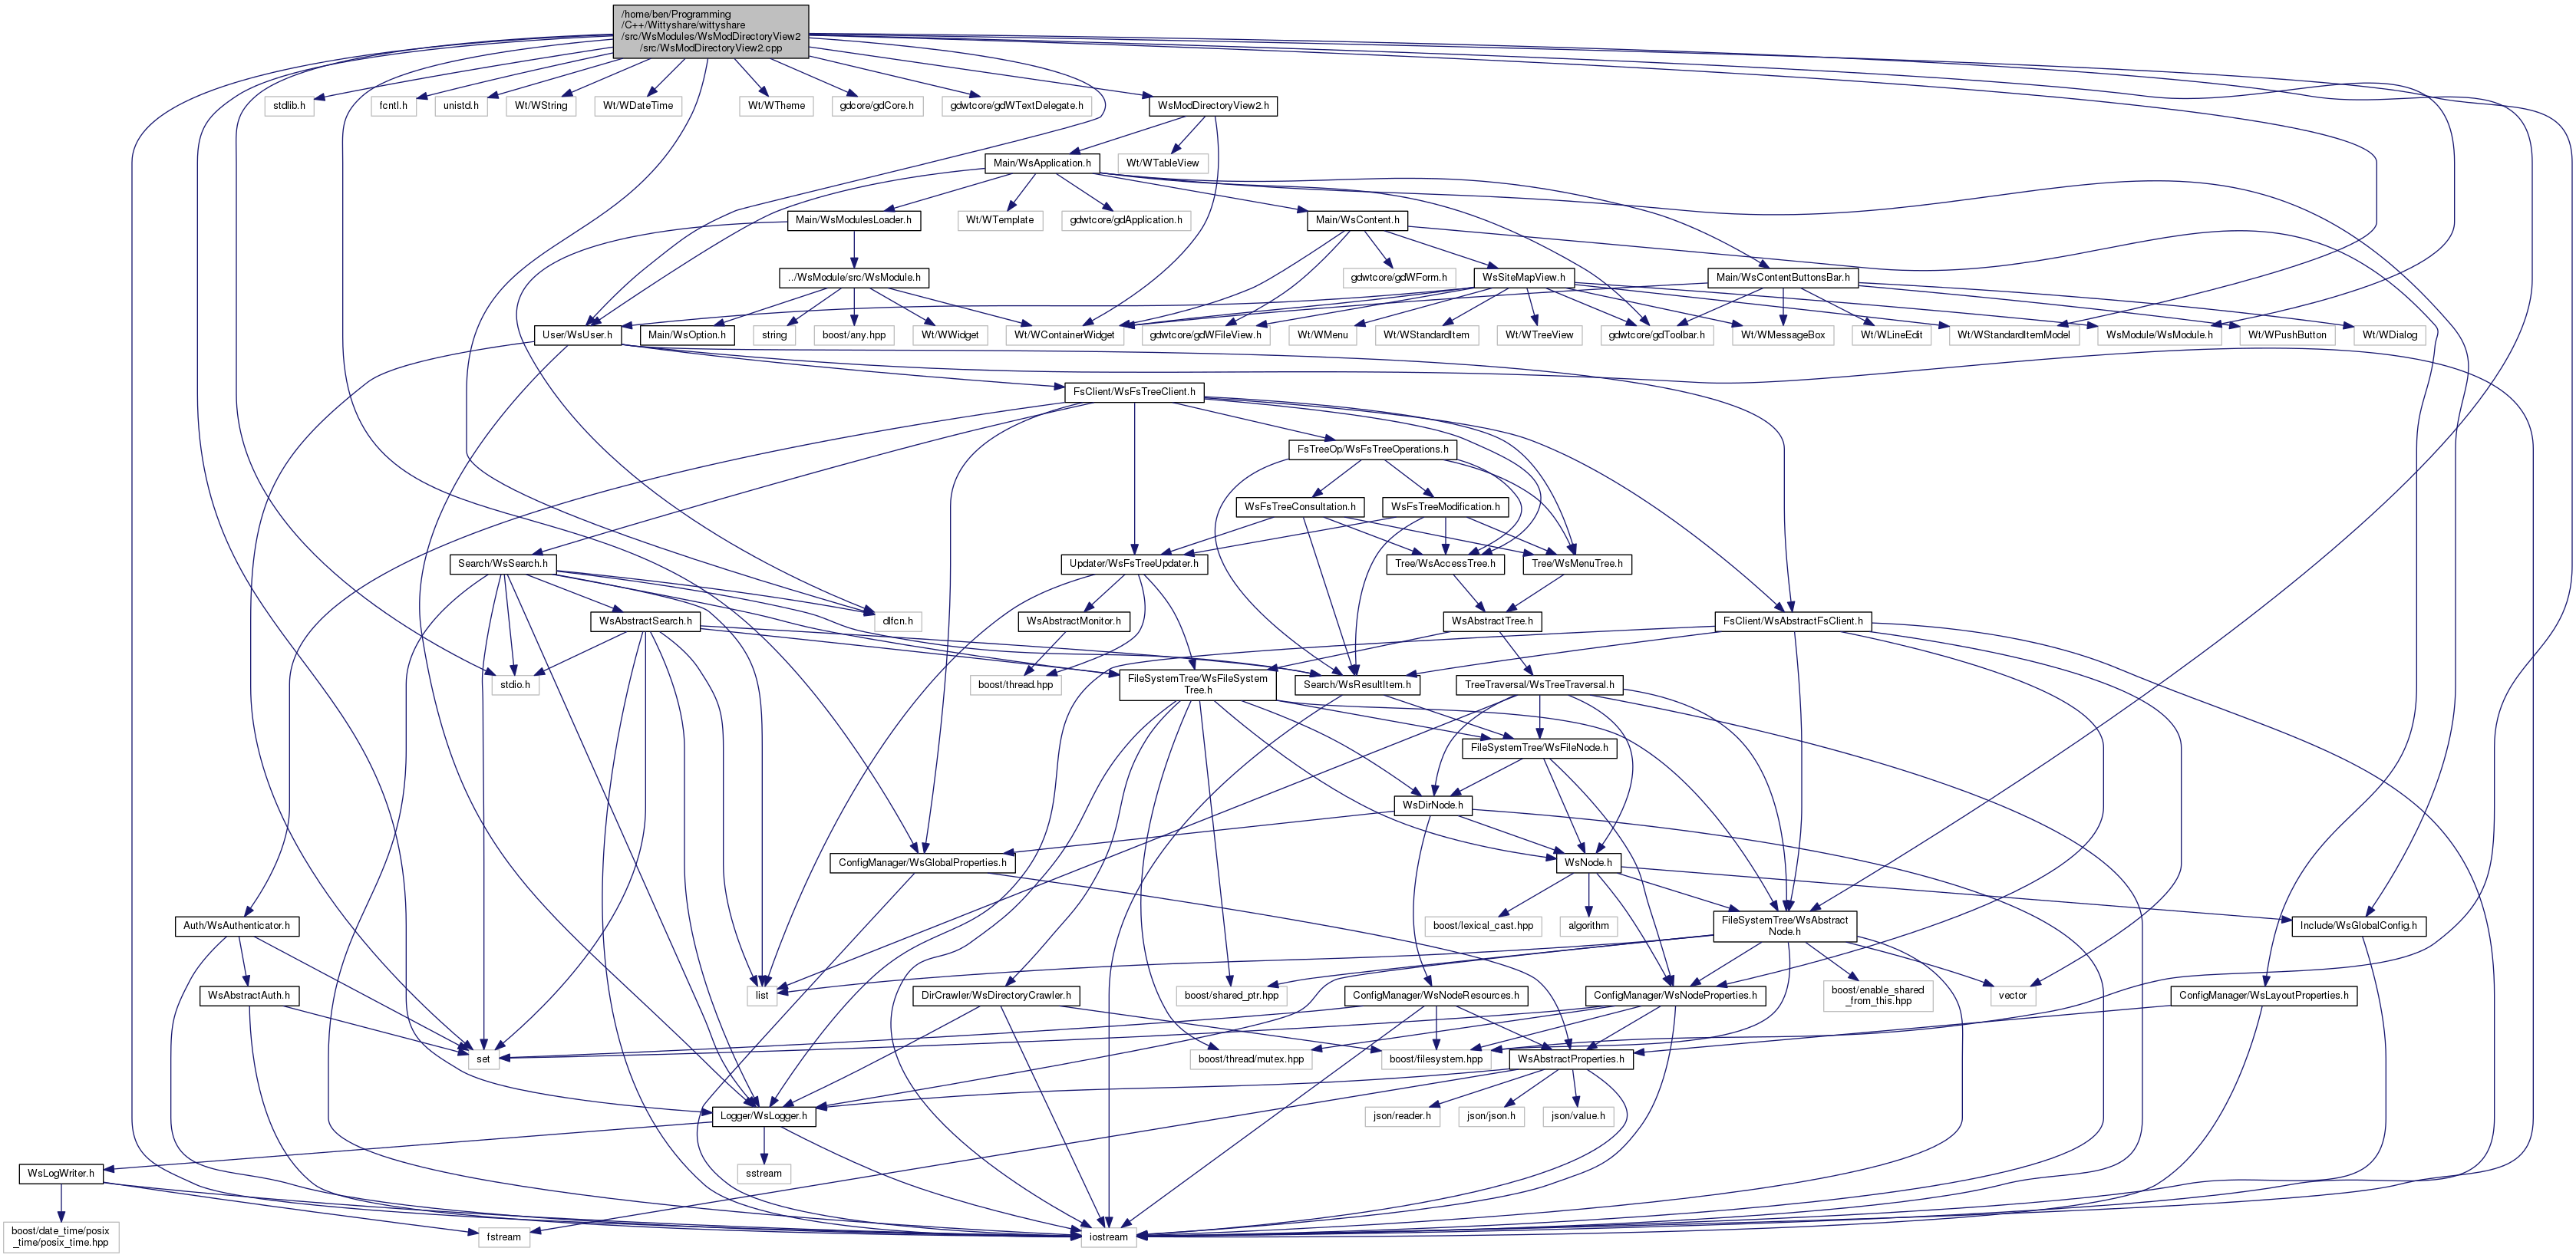 /home/ben/Programming
/C++/Wittyshare/wittyshare
/src/WsModules/WsModDirectoryView2
/src/WsModDirectoryView2.cpp
stdlib.h
fcntl.h
unistd.h
Wt/WString
Wt/WDateTime
Wt/WTheme
gdcore/gdCore.h
gdwtcore/gdWTextDelegate.h
WsModDirectoryView2.h
Main/WsApplication.h
Wt/WTableView
Main/WsModulesLoader.h
Wt/WTemplate
gdwtcore/gdApplication.h
Main/WsContent.h
../WsModule/src/WsModule.h
gdwtcore/gdWForm.h
WsSiteMapView.h
Main/WsContentButtonsBar.h
User/WsUser.h
Main/WsOption.h
string
boost/any.hpp
Wt/WWidget
Wt/WContainerWidget
gdwtcore/gdWFileView.h
Wt/WMenu
Wt/WStandardItem
Wt/WTreeView
gdwtcore/gdToolbar.h
Wt/WMessageBox
Wt/WLineEdit
Wt/WStandardItemModel
WsModule/WsModule.h
Wt/WPushButton
Wt/WDialog
FsClient/WsFsTreeClient.h
FsTreeOp/WsFsTreeOperations.h
WsFsTreeConsultation.h
WsFsTreeModification.h
Search/WsSearch.h
Updater/WsFsTreeUpdater.h
Tree/WsAccessTree.h
Tree/WsMenuTree.h
WsAbstractSearch.h
dlfcn.h
WsAbstractMonitor.h
WsAbstractTree.h
FsClient/WsAbstractFsClient.h
stdio.h
boost/thread.hpp
FileSystemTree/WsFileSystem
Tree.h
Search/WsResultItem.h
TreeTraversal/WsTreeTraversal.h
FileSystemTree/WsFileNode.h
WsDirNode.h
ConfigManager/WsGlobalProperties.h
WsNode.h
Auth/WsAuthenticator.h
boost/lexical_cast.hpp
algorithm
FileSystemTree/WsAbstract
Node.h
Include/WsGlobalConfig.h
WsAbstractAuth.h
list
DirCrawler/WsDirectoryCrawler.h
boost/shared_ptr.hpp
ConfigManager/WsNodeResources.h
ConfigManager/WsNodeProperties.h
boost/enable_shared
_from_this.hpp
vector
ConfigManager/WsLayoutProperties.h
set
boost/thread/mutex.hpp
boost/filesystem.hpp
WsAbstractProperties.h
Logger/WsLogger.h
json/reader.h
json/json.h
json/value.h
WsLogWriter.h
sstream
boost/date_time/posix
_time/posix_time.hpp
fstream
iostream